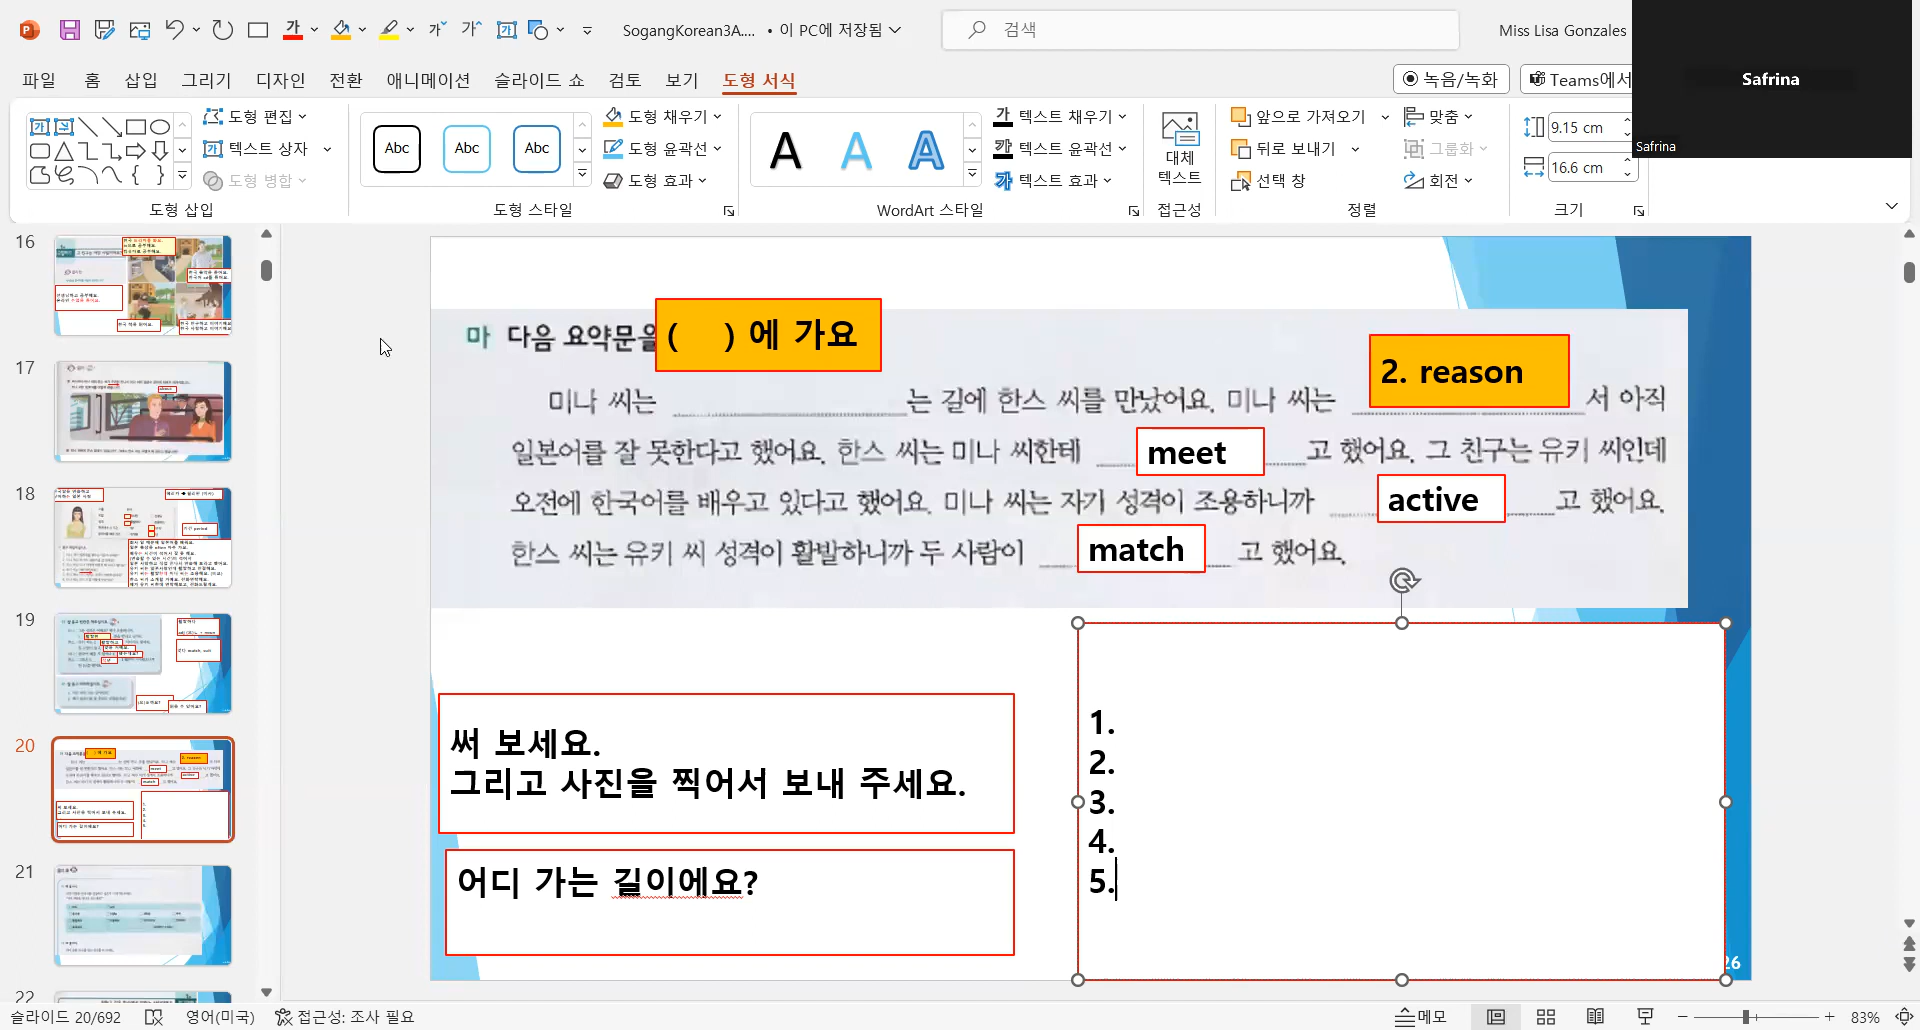 SogangKorean3A.... • 이 PC에 저장됨
검색
Miss Lisa Gonzales
파일 홈 삽입 그리기 디자인 전환 애니메이션 슬라이드 쇼 검토 보기 도형 서식
녹음/녹화
Teams에서
Safrina
Safrina
도형 편집
텍스트 상자
도형 병합
도형 삽입
Abc Abc Abc
도형 채우기
도형 윤곽선
도형 효과
도형 스타일
A A A
텍스트 채우기
텍스트 윤곽선
텍스트 효과
WordArt 스타일
대체
텍스트
접근성
앞으로 가져오기
뒤로 보내기
선택 창
맞춤
그룹화
회전
정렬
9.15 cm
16.6 cm
크기
16
17
18
19
20
21
22
마 다음 요약문을
( ) 에 가요
2. reason
미나 씨는 는 길에 한스 씨를 만났어요. 미나 씨는 서 아직
일본어를 잘 못한다고 했어요. 한스 씨는 미나 씨한테 meet 고 했어요. 그 친구는 유키 씨인데
오전에 한국어를 배우고 있다고 했어요. 미나 씨는 자기 성격이 조용하니까 active 고 했어요.
한스 씨는 유키 씨 성격이 활발하니까 두 사람이 match 고 했어요.
써 보세요.
그리고 사진을 찍어서 보내 주세요.
어디 가는 길이에요?
1.
2.
3.
4.
5.
26
슬라이드 20/692
영어(미국)
접근성: 조사 필요
메모
83%